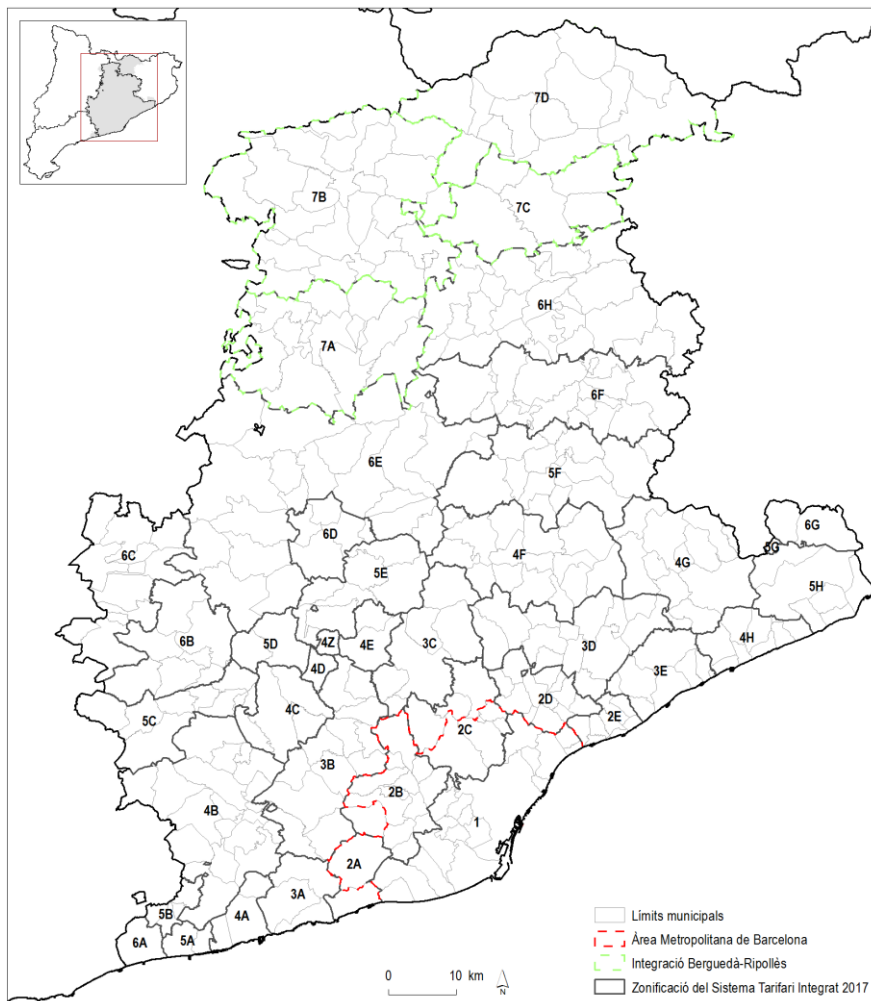 7D
7B
7C
6H
7A
6F
6E
5F
6G
6D
6C
4F
5G
4G
5E
5H
6B
5D
4Z
4E
3C
3D
4H
4D
3E
4C
2D
5C
2E
2C
3B
2B
4B
1
2A
3A
5B
4A
6A
5A
Límits municipals
Àrea Metropolitana de Barcelona
Integració Berguedà-Ripollès
Zonificació del Sistema Tarifari Integrat 2017
0 10 km
N